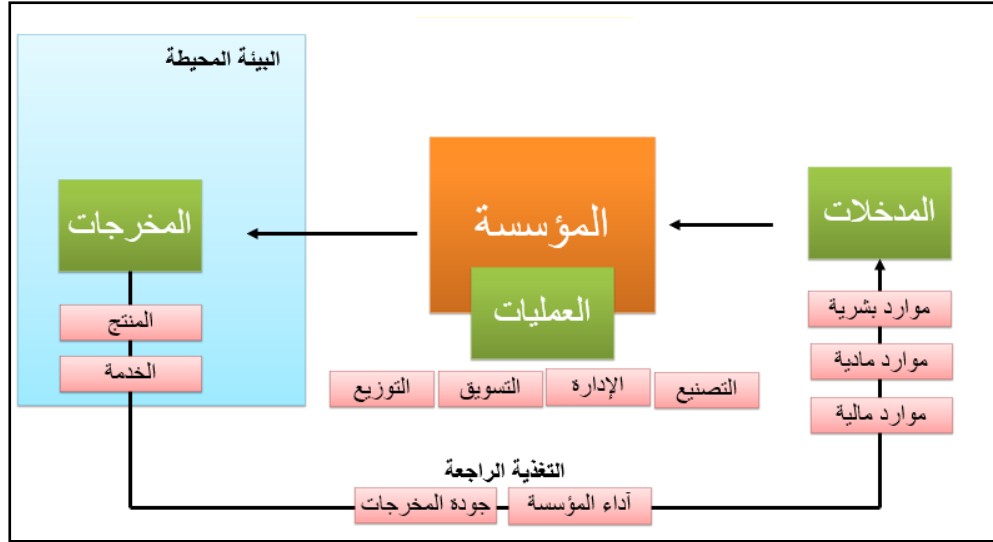 البيئة المحيطة
المدخلات
المؤسسة
المخرجات
العمليات
موارد بشرية
موارد مادية
موارد مالية
المنتج
الخدمة
التصنيع
الإدارة
التسويق
التوزيع
التغذية الراجعة
آداء المؤسسة
جودة المخرجات